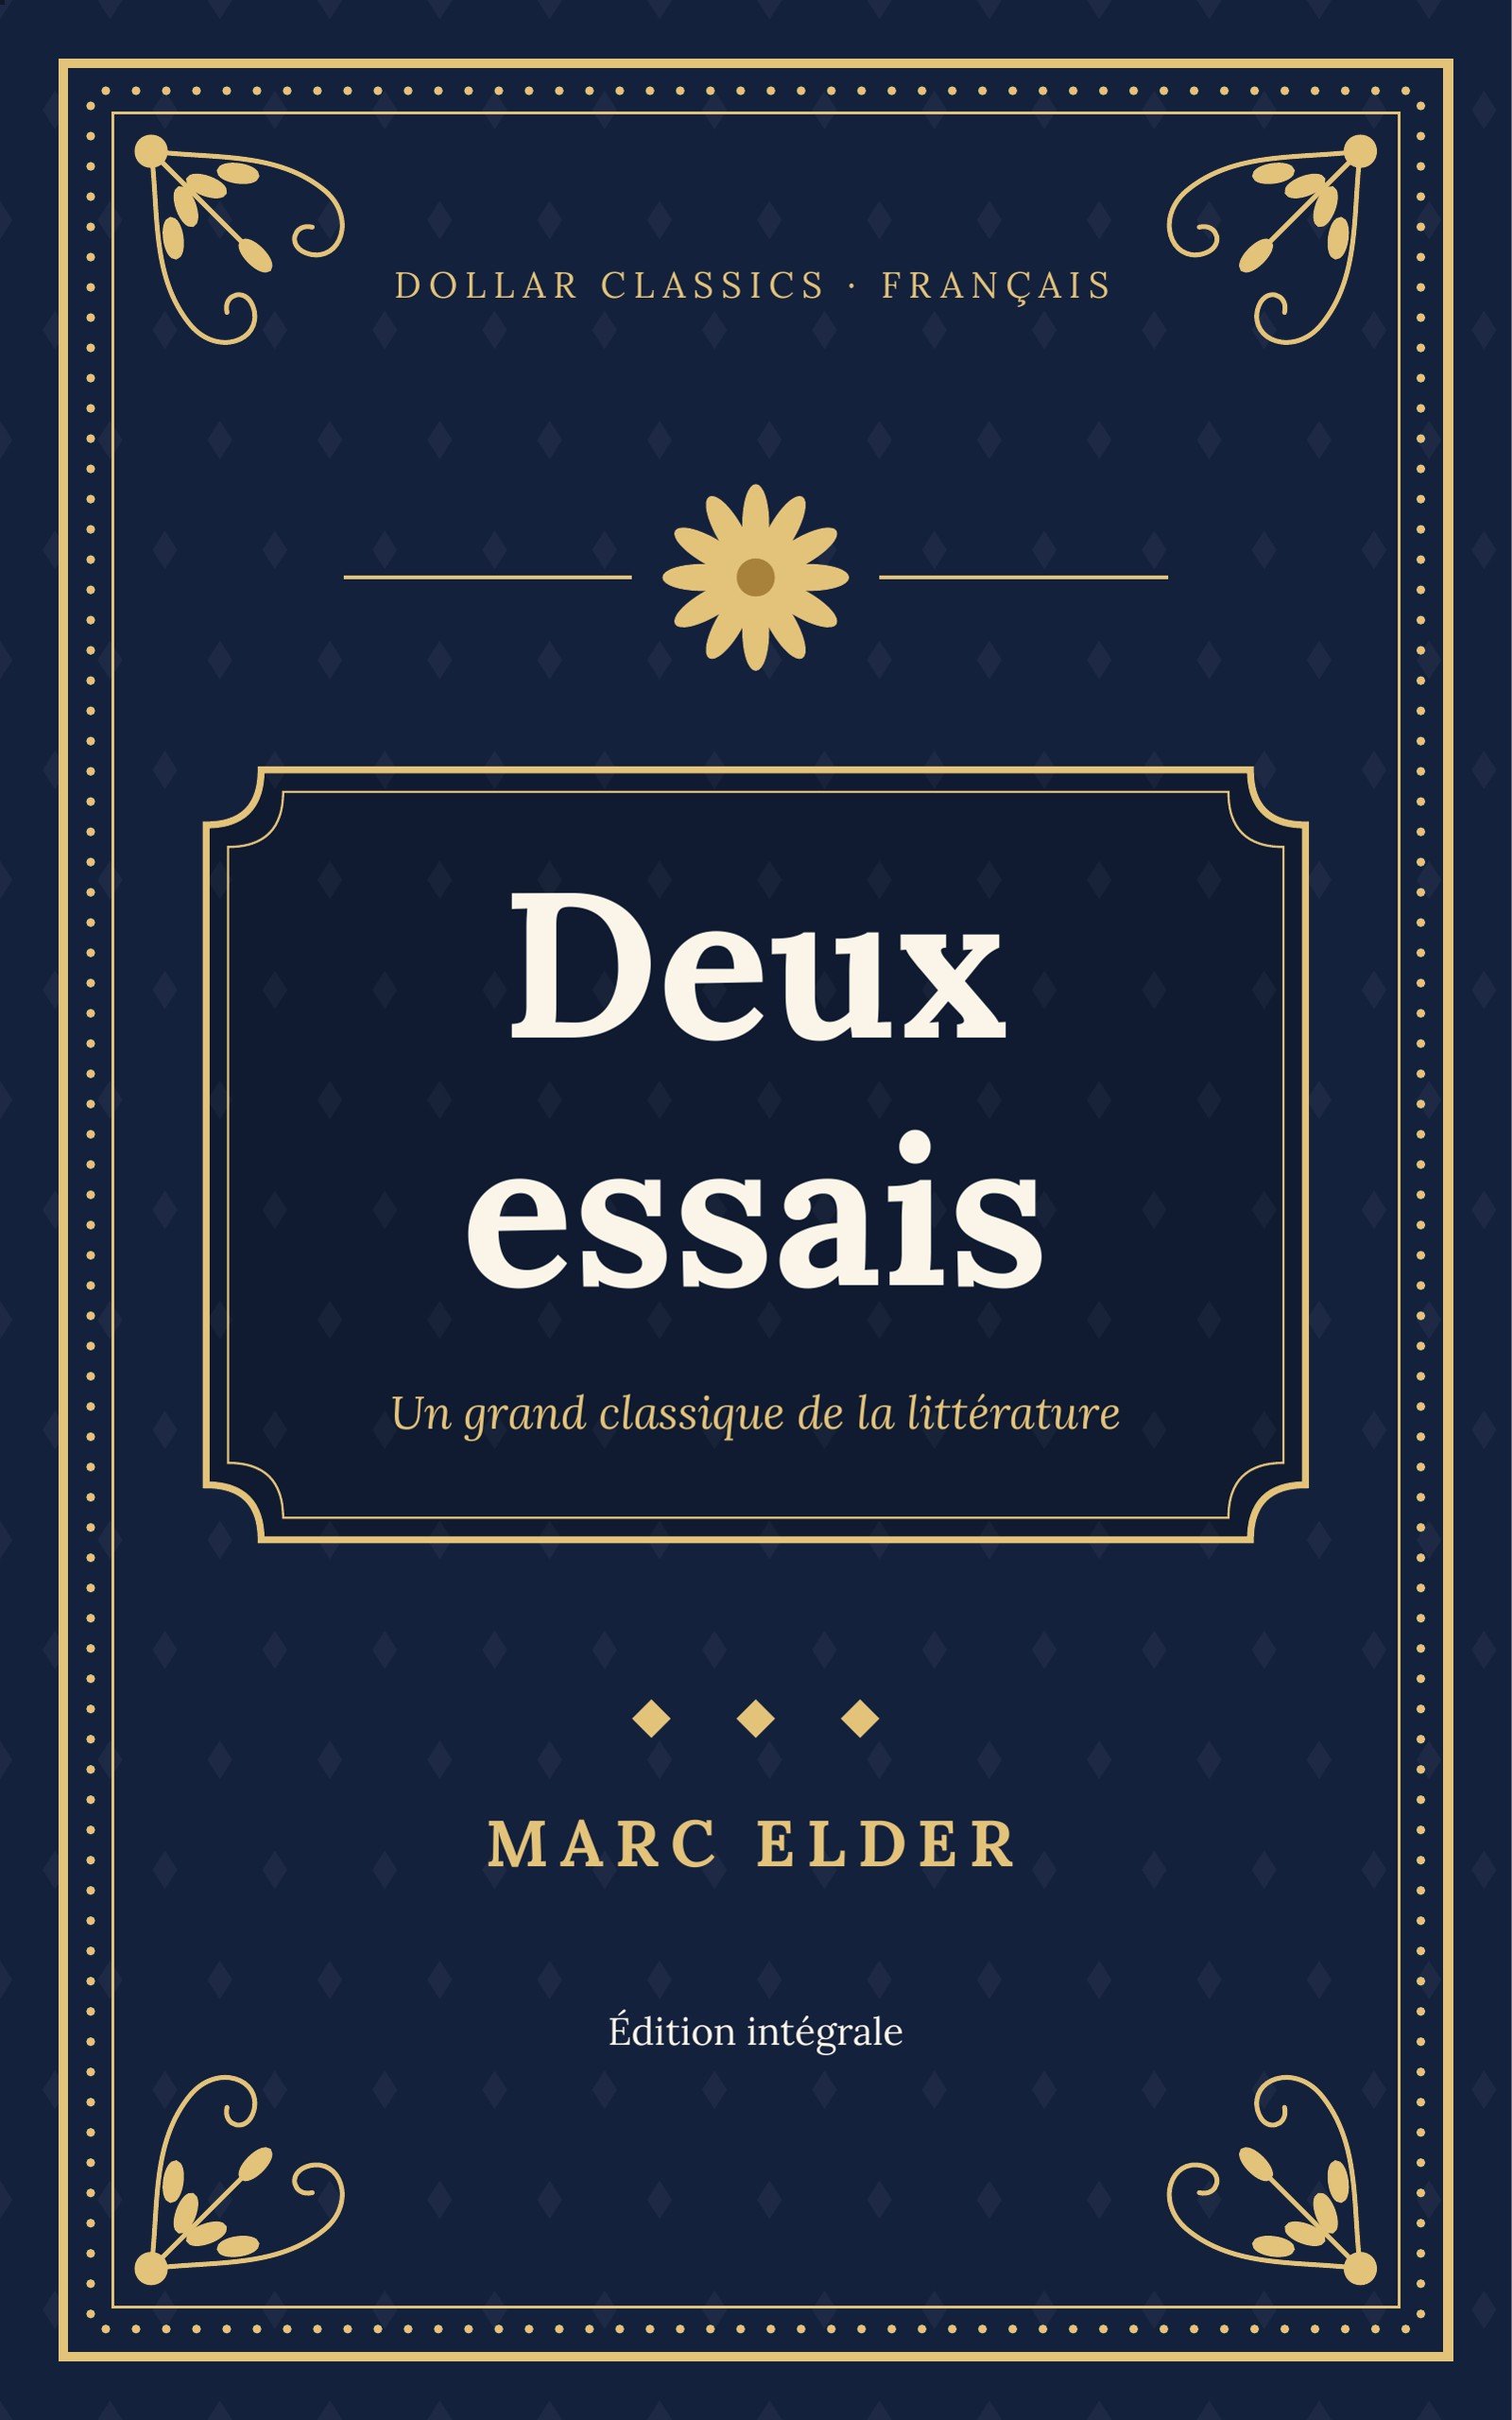 DOLLAR CLASSICS · FRANÇAIS
Deux
essais
Un grand classique de la littérature
MARC ELDER
Édition intégrale